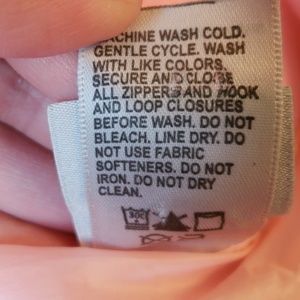 MACHINE WASH COLD.
GENTLE CYCLE. WASH
WITH LIKE COLORS.
SECURE AND CLOSE
ALL ZIPPERS AND HOOK
AND LOOP CLOSURES
BEFORE WASH. DO NOT
BLEACH. LINE DRY. DO
NOT USE FABRIC
SOFTENERS. DO NOT
IRON. DO NOT DRY
CLEAN.
30C